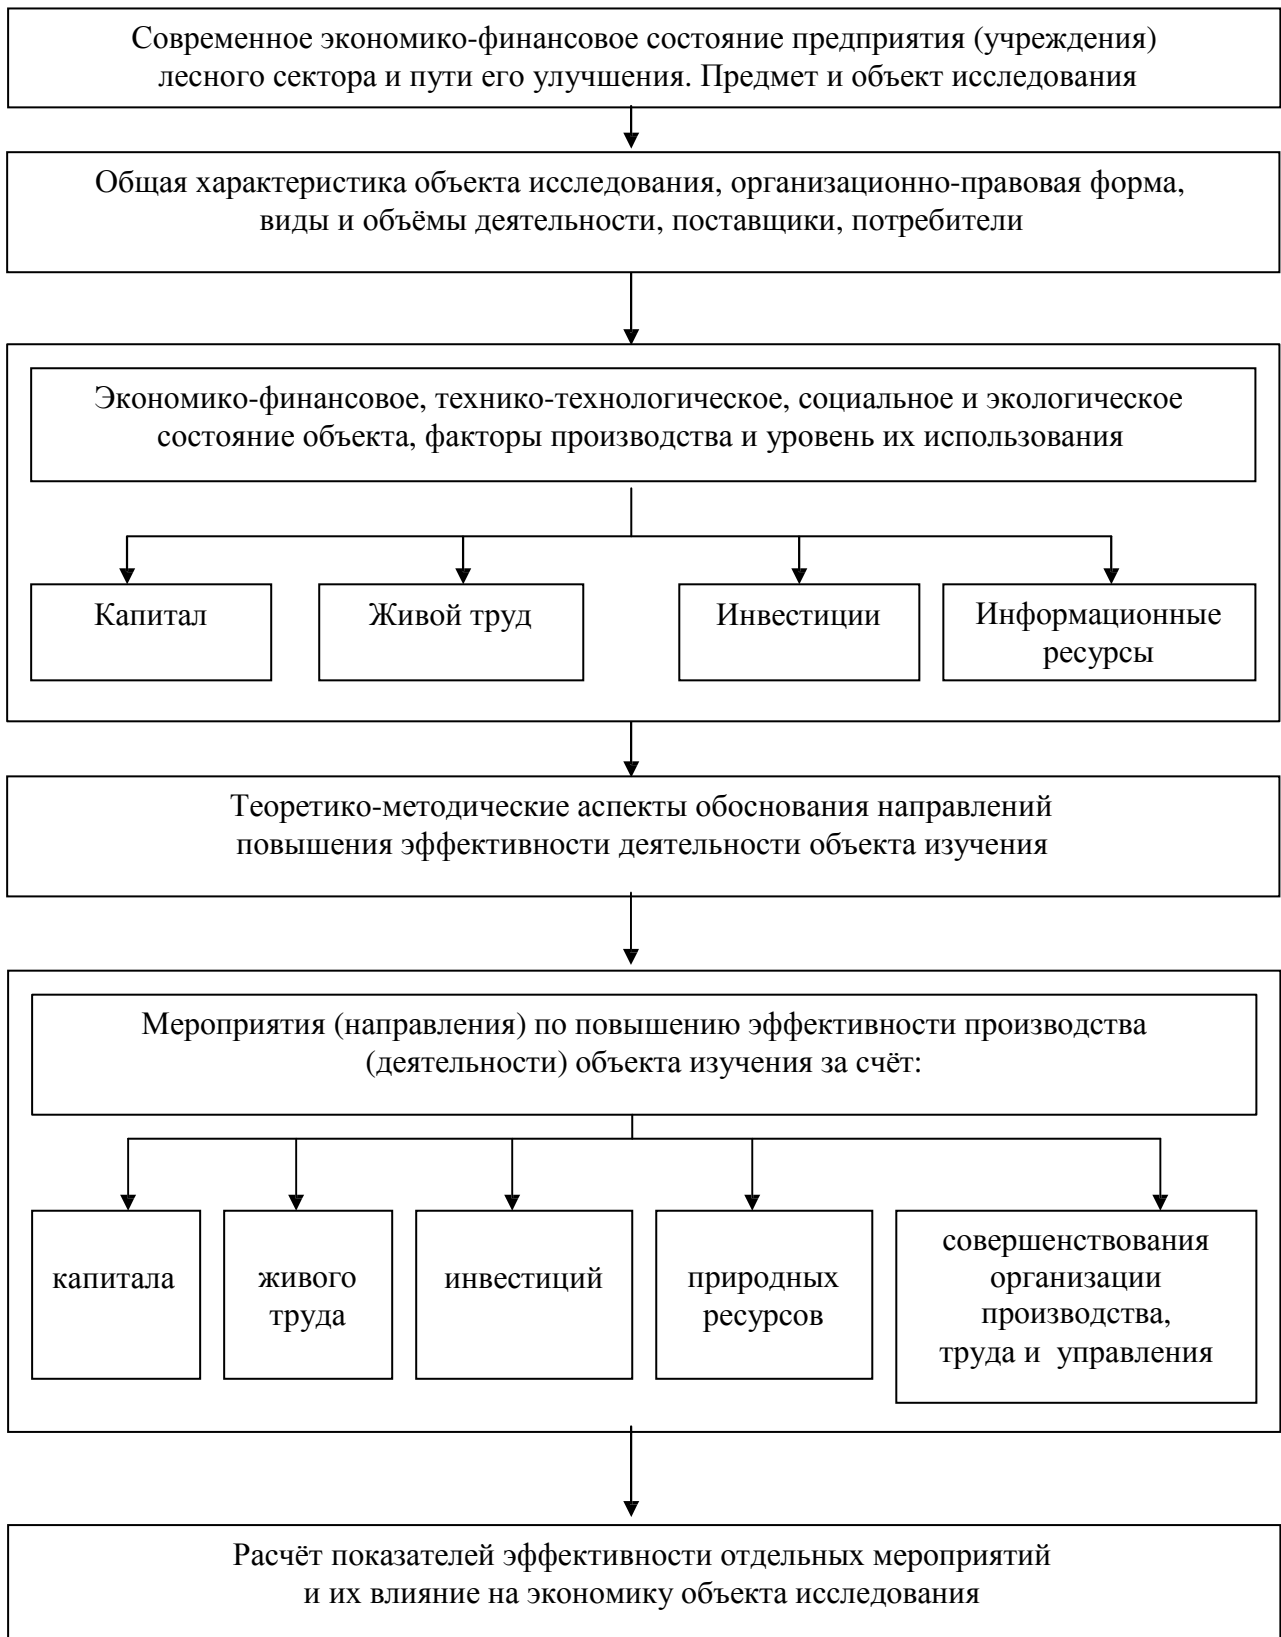 Современное экономико-финансовое состояние предприятия (учреждения)
лесного сектора и пути его улучшения. Предмет и объект исследования
Общая характеристика объекта исследования, организационно-правовая форма,
виды и объёмы деятельности, поставщики, потребители
Экономико-финансовое, технико-технологическое, социальное и экологическое
состояние объекта, факторы производства и уровень их использования
Капитал
Живой труд
Инвестиции
Информационные
ресурсы
Теоретико-методические аспекты обоснования направлений
повышения эффективности деятельности объекта изучения
Мероприятия (направления) по повышению эффективности производства
(деятельности) объекта изучения за счёт:
капитала
живого
труда
инвестиций
природных
ресурсов
совершенствования
организации
производства,
труда и  управления
Расчёт показателей эффективности отдельных мероприятий
и их влияние на экономику объекта исследования